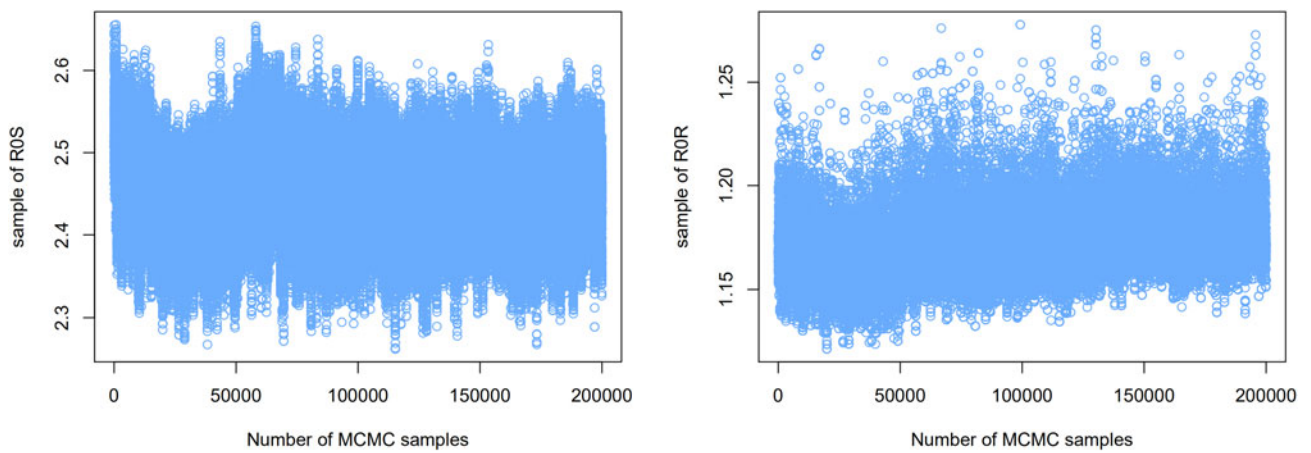 sample of R0S
2.6
2.5
2.4
2.3
0 50000 100000 150000 200000
Number of MCMC samples
sample of R0R
1.25
1.20
1.15
0 50000 100000 150000 200000
Number of MCMC samples